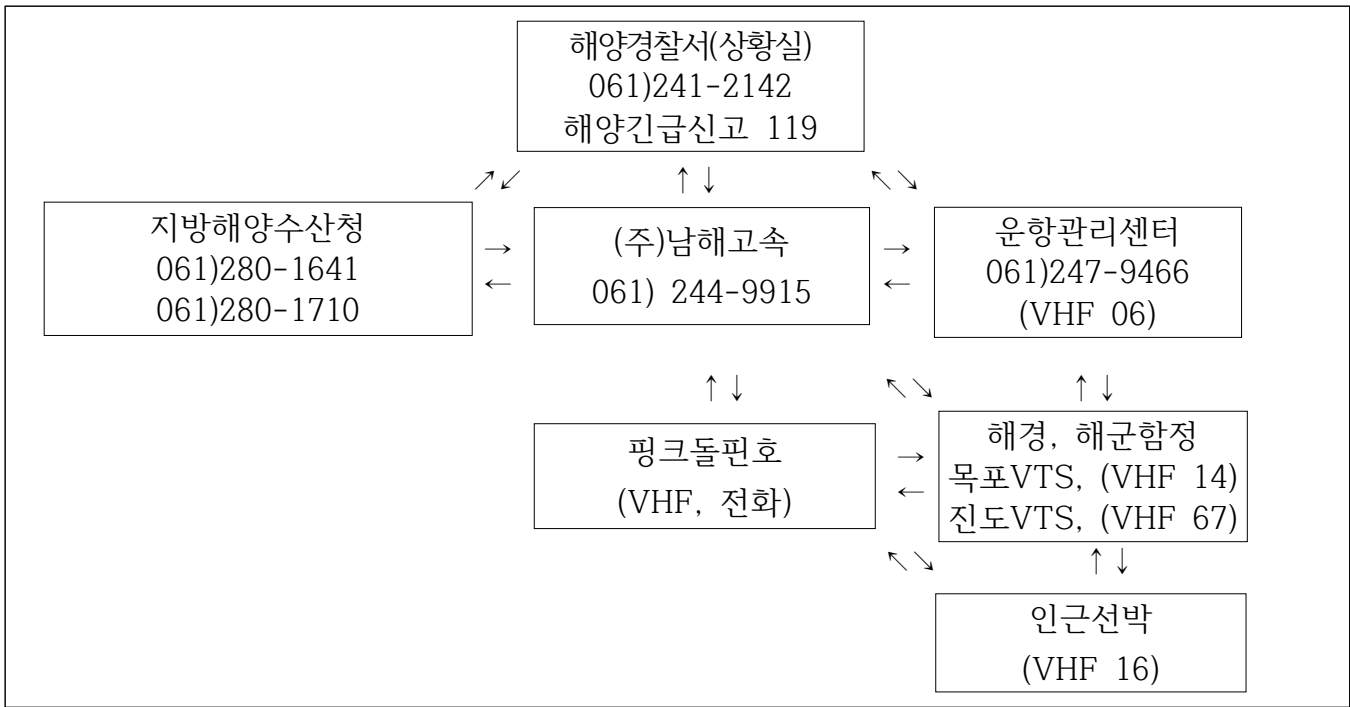 해양경찰서(상황실)
061)241-2142
해양긴급신고 119
↗↙ ↑↓ ↖↘
지방해양수산청
061)280-1641
061)280-1710
→
←
(주)남해고속
061) 244-9915
→
←
운항관리센터
061)247-9466
(VHF 06)
↑↓ ↖↘ ↑↓
핑크돌핀호
(VHF, 전화)
→
←
해경, 해군함정
목포VTS, (VHF 14)
진도VTS, (VHF 67)
↖↘ ↑↓
인근선박
(VHF 16)